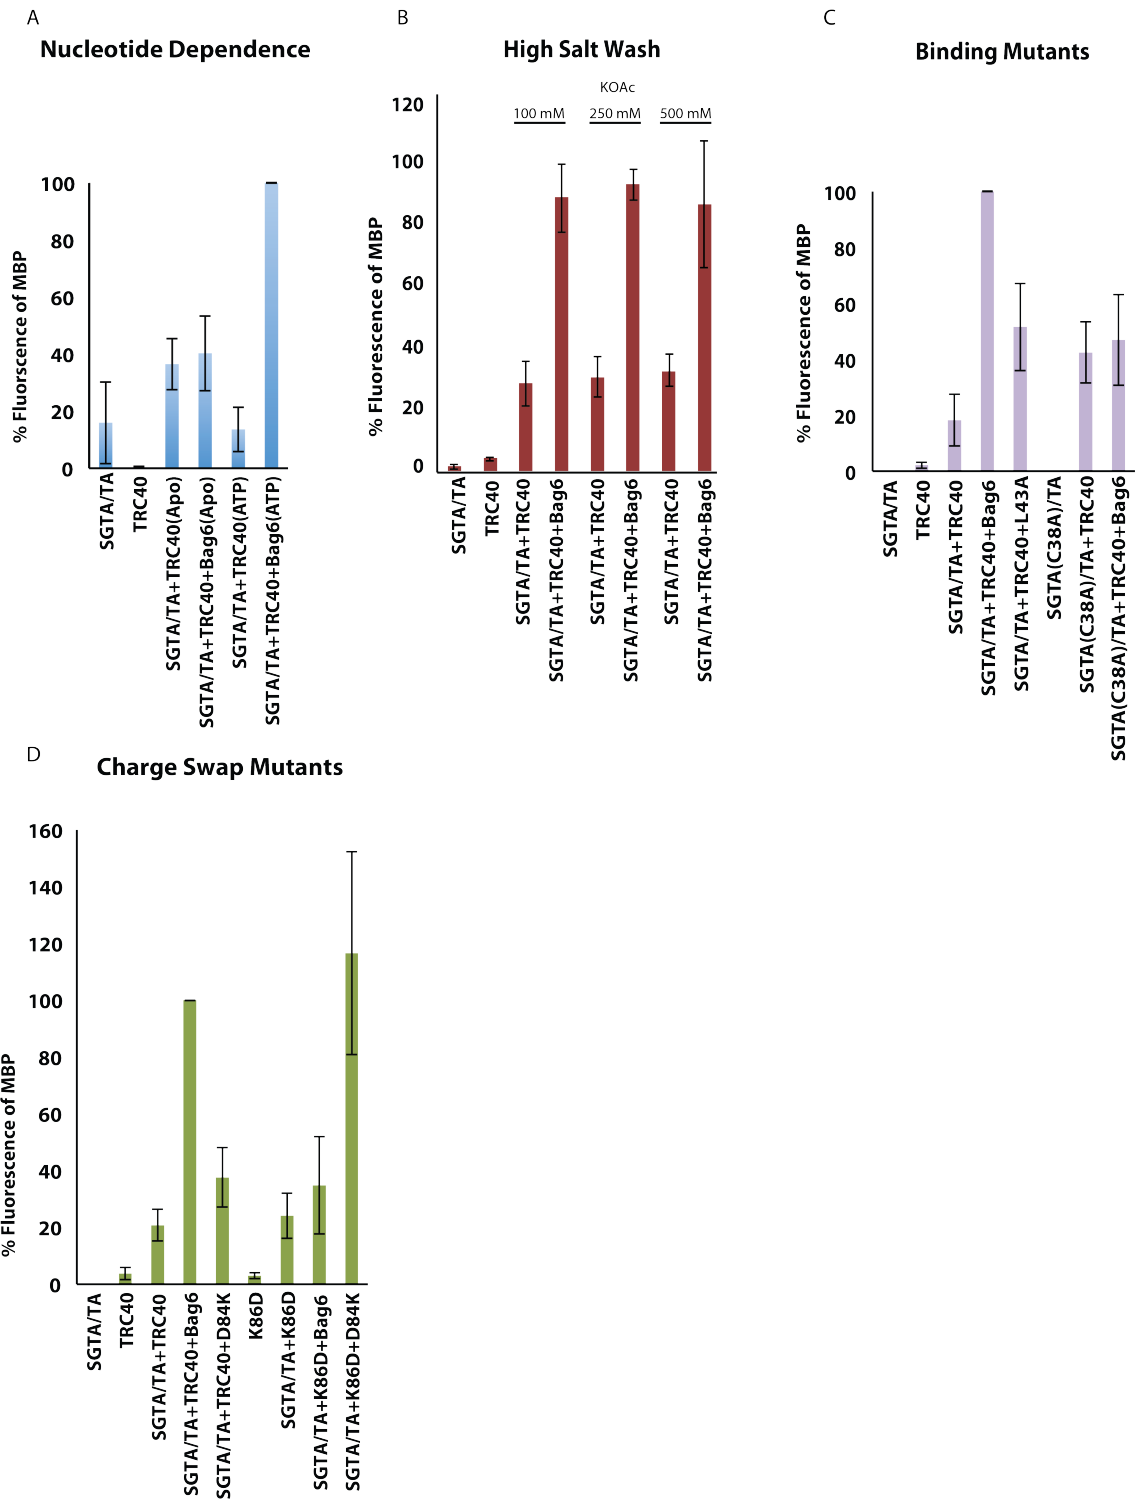 A
Nucleotide Dependence
% Fluorscence of MBP
100
80
60
40
20
0
SGTA/TA
TRC40
SGTA/TA+TRC40(Apo)
SGTA/TA+TRC40+Bag6(Apo)
SGTA/TA+TRC40(ATP)
SGTA/TA+TRC40+Bag6(ATP)
B
High Salt Wash
KOAc
100 mM
250 mM
500 mM
% Fluorescence of MBP
120
100
80
60
40
20
0
SGTA/TA
TRC40
SGTA/TA+TRC40
SGTA/TA+TRC40+Bag6
SGTA/TA+TRC40
SGTA/TA+TRC40+Bag6
SGTA/TA+TRC40
SGTA/TA+TRC40+Bag6
C
Binding Mutants
% Fluorescence of MBP
100
80
60
40
20
0
SGTA/TA
TRC40
SGTA/TA+TRC40
SGTA/TA+TRC40+Bag6
SGTA/TA+TRC40+L43A
SGTA(C38A)/TA
SGTA(C38A)/TA+TRC40
SGTA(C38A)/TA+TRC40+Bag6
D
Charge Swap Mutants
% Fluorescence of MBP
160
140
120
100
80
60
40
20
0
SGTA/TA
TRC40
SGTA/TA+TRC40
SGTA/TA+TRC40+Bag6
SGTA/TA+TRC40+D84K
K86D
SGTA/TA+K86D
SGTA/TA+K86D+Bag6
SGTA/TA+K86D+D84K